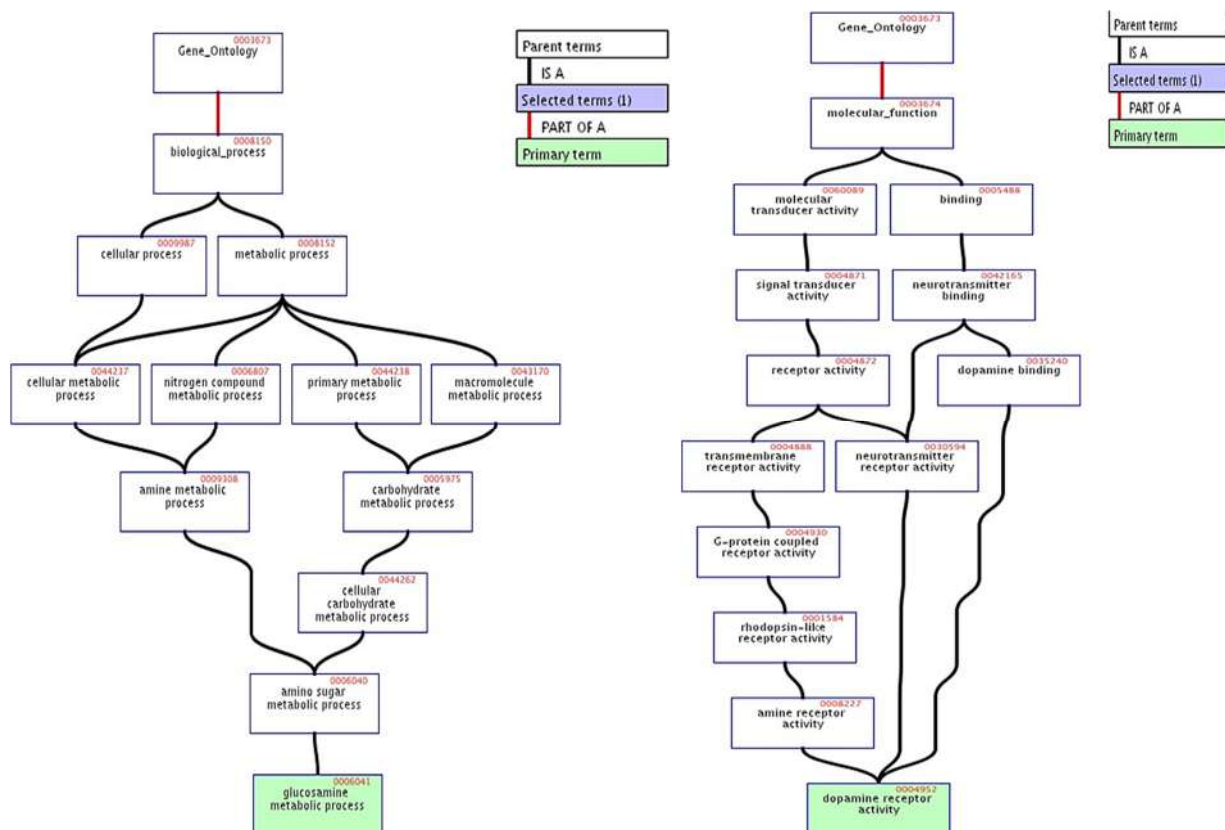 0003673
Gene_Ontology
0008150
biological_process
0009987
cellular process
0008152
metabolic process
0044237
cellular metabolic
process
0006807
nitrogen compound
metabolic process
0044238
primary metabolic
process
0043170
macromolecule
metabolic process
0009308
amine metabolic
process
0005975
carbohydrate
metabolic process
0044262
cellular
carbohydrate
metabolic process
0006040
amino sugar
metabolic process
0006041
glucosamine
metabolic process
Parent terms
IS A
Selected terms (1)
PART OF A
Primary term
0003673
Gene_Ontology
0003674
molecular_function
0060089
molecular
transducer activity
0005488
binding
0004871
signal transducer
activity
0042165
neurotransmitter
binding
0004872
receptor activity
0035240
dopamine binding
0004888
transmembrane
receptor activity
0030594
neurotransmitter
receptor activity
0004930
G-protein coupled
receptor activity
0001584
rhodopsin-like
receptor activity
0008227
amine receptor
activity
0004952
dopamine receptor
activity
Parent terms
IS A
Selected terms (1)
PART OF A
Primary term